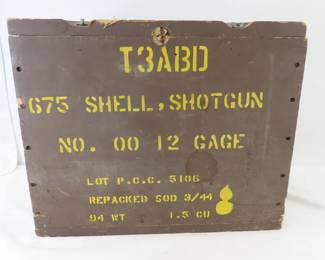 T3ABD
675 SHELL, SHOTGUN
NO. 00 12 GAGE
LOT P.C.C. 5106
REPACKED SOD 3/44
94 WT 1.5 CU